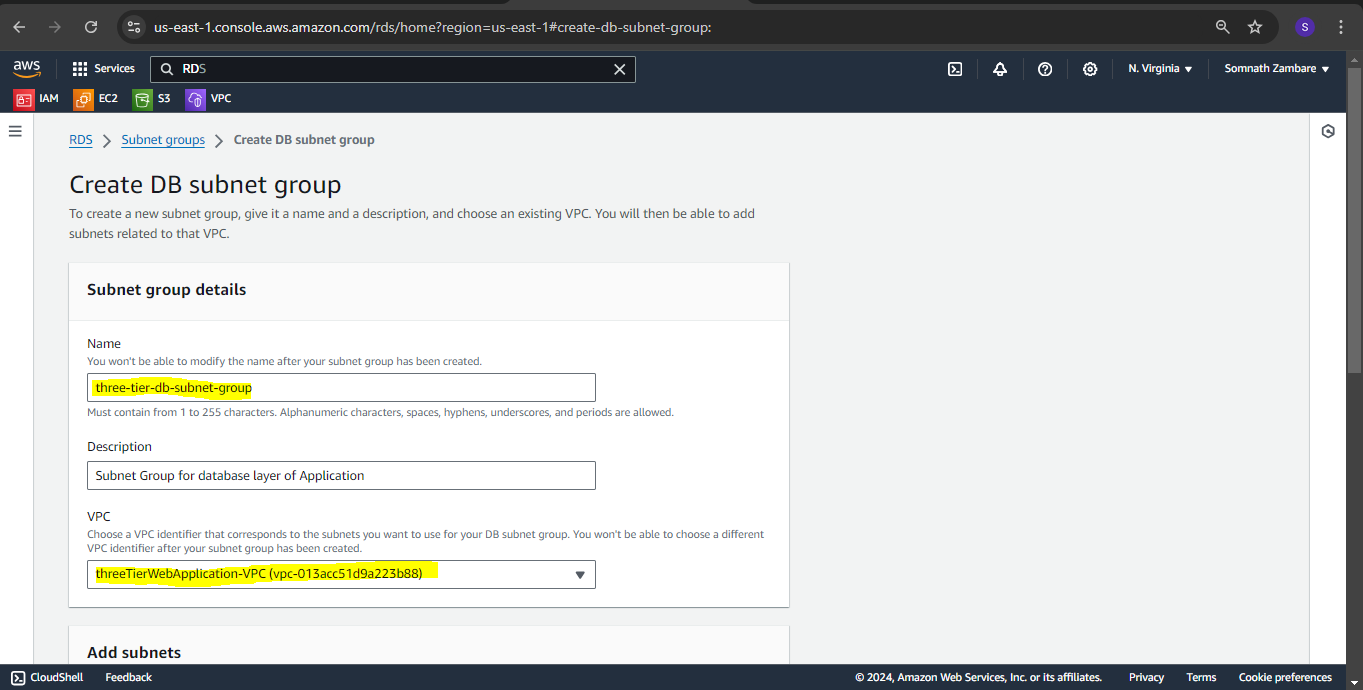 us-east-1.console.aws.amazon.com/rds/home?region=us-east-1#create-db-subnet-group:
S
aws
Services
RDS
N. Virginia
Somnath Zambare
IAM
EC2
S3
VPC
RDS
Subnet groups
Create DB subnet group
Create DB subnet group
To create a new subnet group, give it a name and a description, and choose an existing VPC. You will then be able to add
subnets related to that VPC.
Subnet group details
Name
You won't be able to modify the name after your subnet group has been created.
three-tier-db-subnet-group
Must contain from 1 to 255 characters. Alphanumeric characters, spaces, hyphens, underscores, and periods are allowed.
Description
Subnet Group for database layer of Application
VPC
Choose a VPC identifier that corresponds to the subnets you want to use for your DB subnet group. You won't be able to choose a different
VPC identifier after your subnet group has been created.
threeTierWebApplication-VPC (vpc-013acc51d9a223b88)
Add subnets
CloudShell
Feedback
© 2024, Amazon Web Services, Inc. or its affiliates.
Privacy
Terms
Cookie preferences